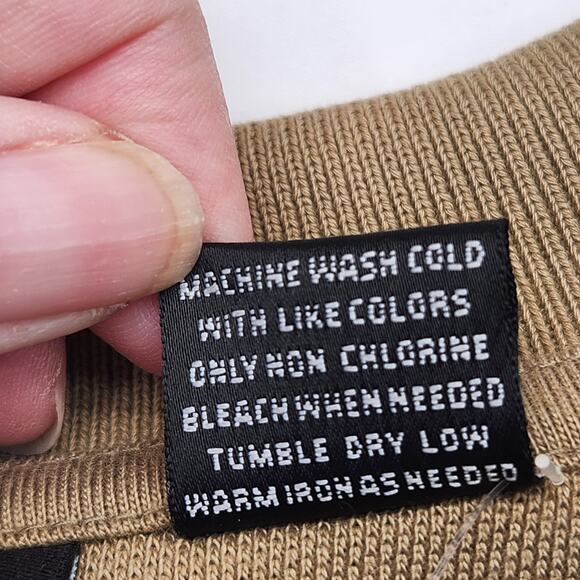 MACHINE WASH COLD
WITH LIKE COLORS
ONLY NON CHLORINE
BLEACH WHEN NEEDED
TUMBLE DRY LOW
WARM IRON AS NEEDED